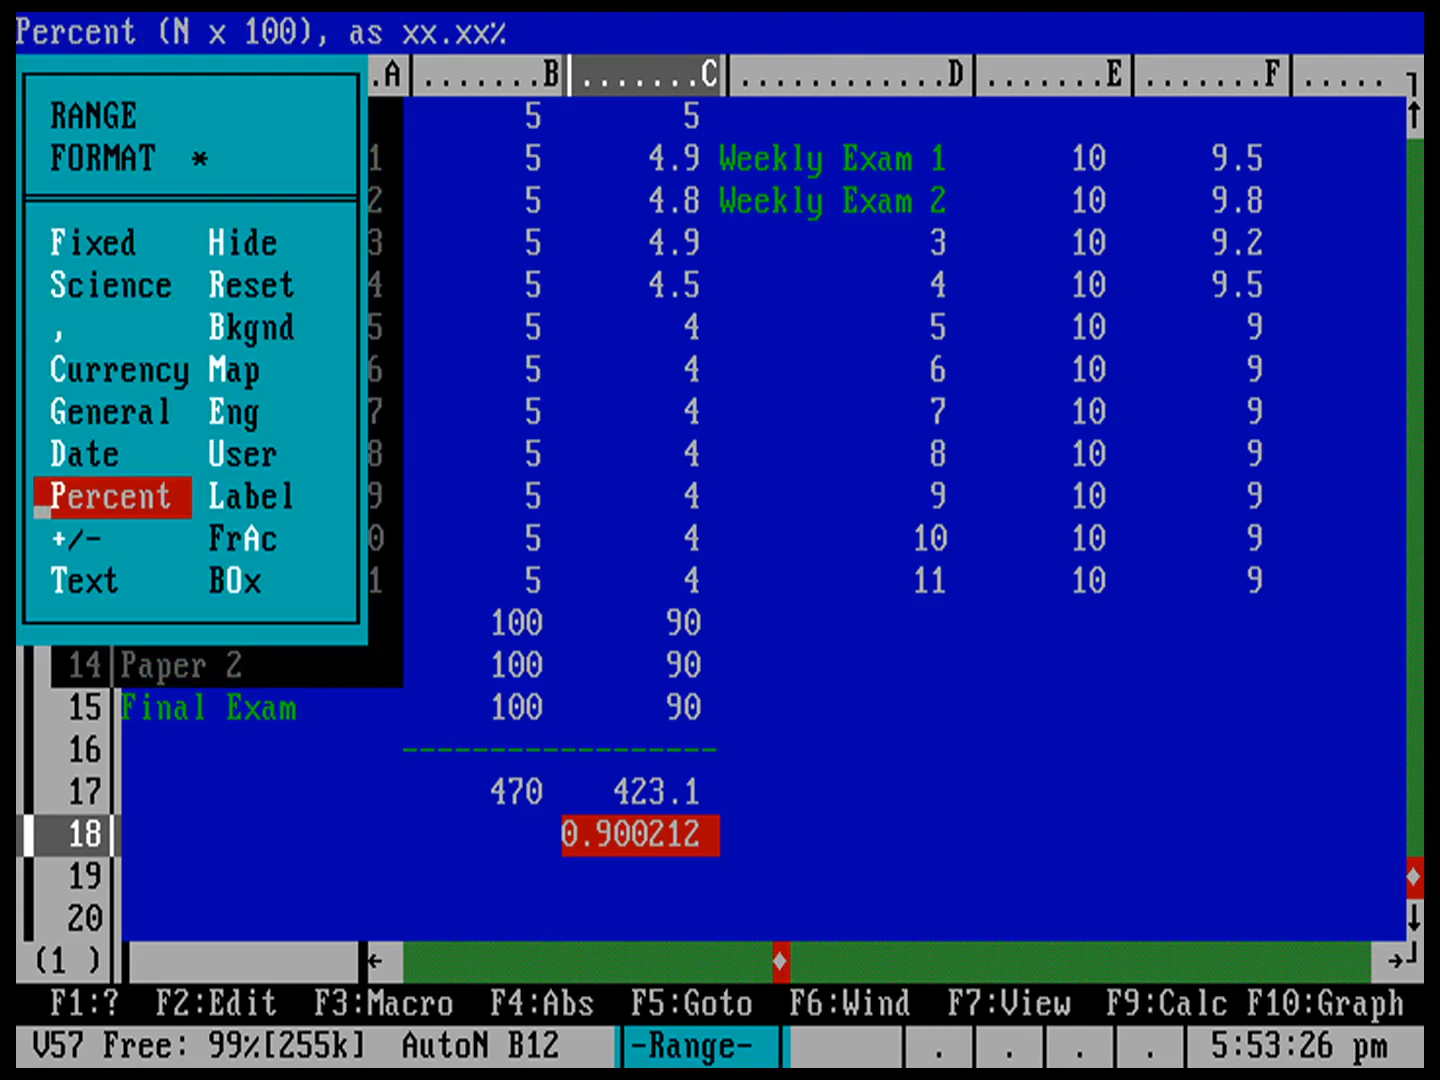 Percent (N x 100), as xx.xx%
.A .......B .......C ............D .......E .......F .....
RANGE 5 5
FORMAT * 1 5 4.9 Weekly Exam 1 10 9.5
2 5 4.8 Weekly Exam 2 10 9.8
Fixed Hide 3 5 4.9 3 10 9.2
Science Reset 4 5 4.5 4 10 9.5
, Bkgnd 5 5 4 5 10 9
Currency Map 6 5 4 6 10 9
General Eng 7 5 4 7 10 9
Date User 8 5 4 8 10 9
Percent Label 9 5 4 9 10 9
+/- FrAc 0 5 4 10 10 9
Text BOx 1 5 4 11 10 9
100 90
14 Paper 2 100 90
15 Final Exam 100 90
16 ------------------
17 470 423.1
18 0.900212
19
20
(1 )
F1:? F2:Edit F3:Macro F4:Abs F5:Goto F6:Wind F7:View F9:Calc F10:Graph
V57 Free: 99%[255k] AutoN B12 -Range- . . . . 5:53:26 pm